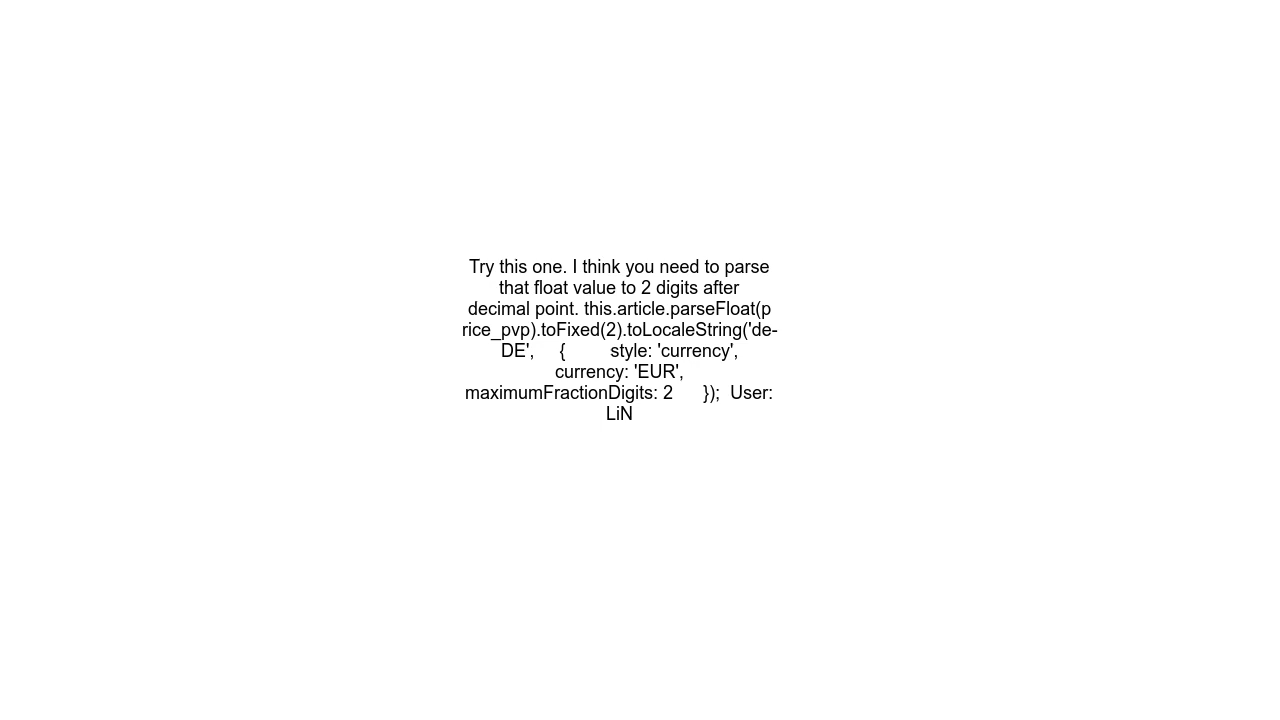 Try this one. I think you need to parse
that float value to 2 digits after
decimal point. this.article.parseFloat(p
rice_pvp).toFixed(2).toLocaleString('de-
DE',     {         style: 'currency',
currency: 'EUR',
maximumFractionDigits: 2      });  User:
LiN